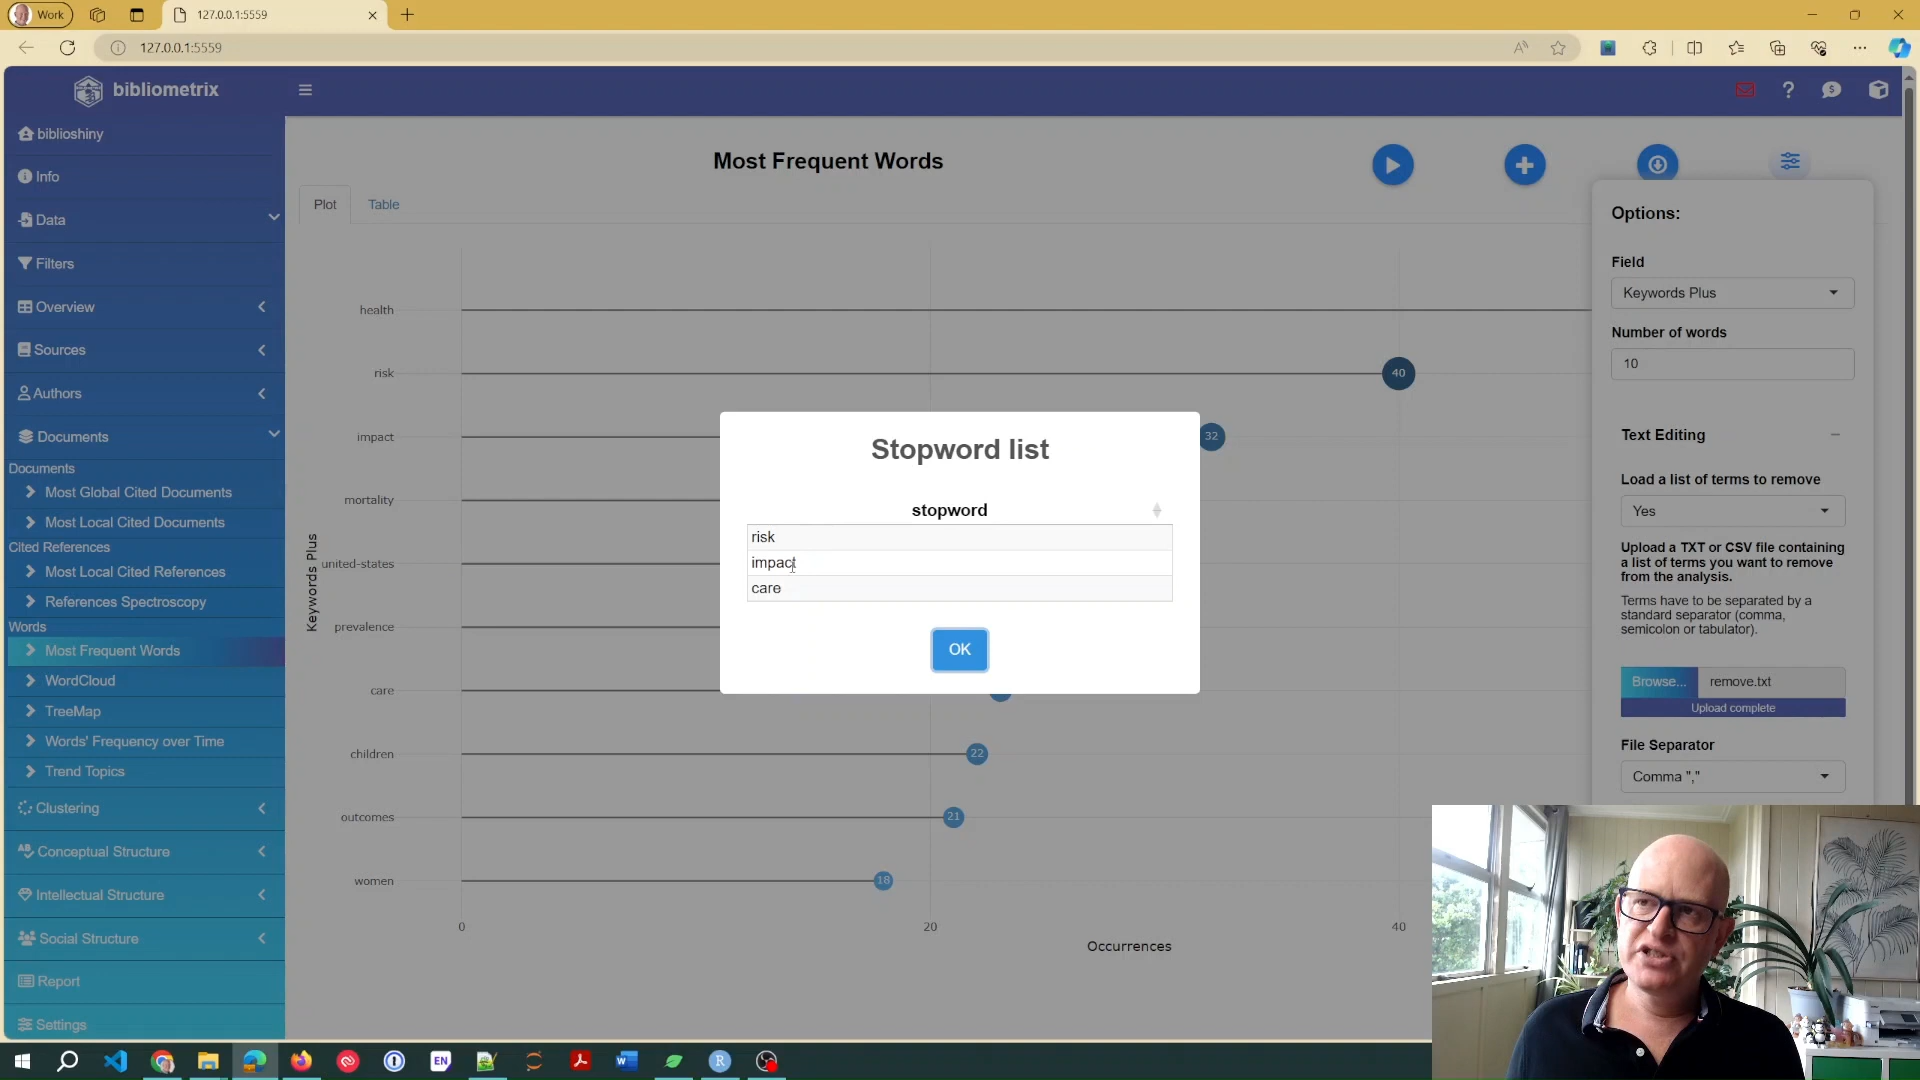 Work
127.0.0.1:5559
127.0.0.1:5559
bibliometrix
biblioshiny
Info
Data
Filters
Overview
Sources
Authors
Documents
Documents
Most Global Cited Documents
Most Local Cited Documents
Cited References
Most Local Cited References
References Spectroscopy
Words
Most Frequent Words
WordCloud
TreeMap
Words' Frequency over Time
Trend Topics
Clustering
Conceptual Structure
Intellectual Structure
Social Structure
Report
Settings
Most Frequent Words
Plot
Table
Keywords Plus
health
risk
impact
mortality
united-states
prevalence
care
children
outcomes
women
40
32
22
21
18
0
20
40
Occurrences
Stopword list
stopword
risk
impact
care
OK
Options:
Field
Keywords Plus
Number of words
10
Text Editing
Load a list of terms to remove
Yes
Upload a TXT or CSV file containing
a list of terms you want to remove
from the analysis.
Terms have to be separated by a
standard separator (comma,
semicolon or tabulator).
Browse...
remove.txt
Upload complete
File Separator
Comma ","
EN